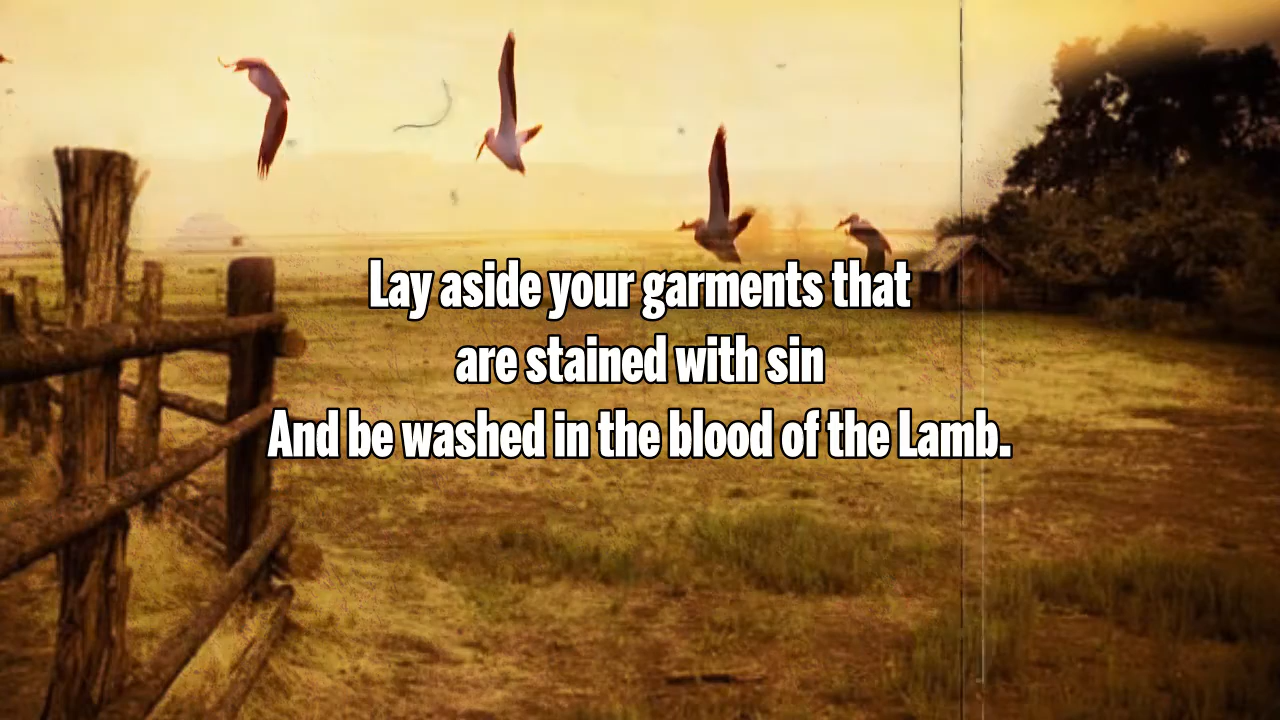 Lay aside your garments that
are stained with sin
And be washed in the blood of the Lamb.